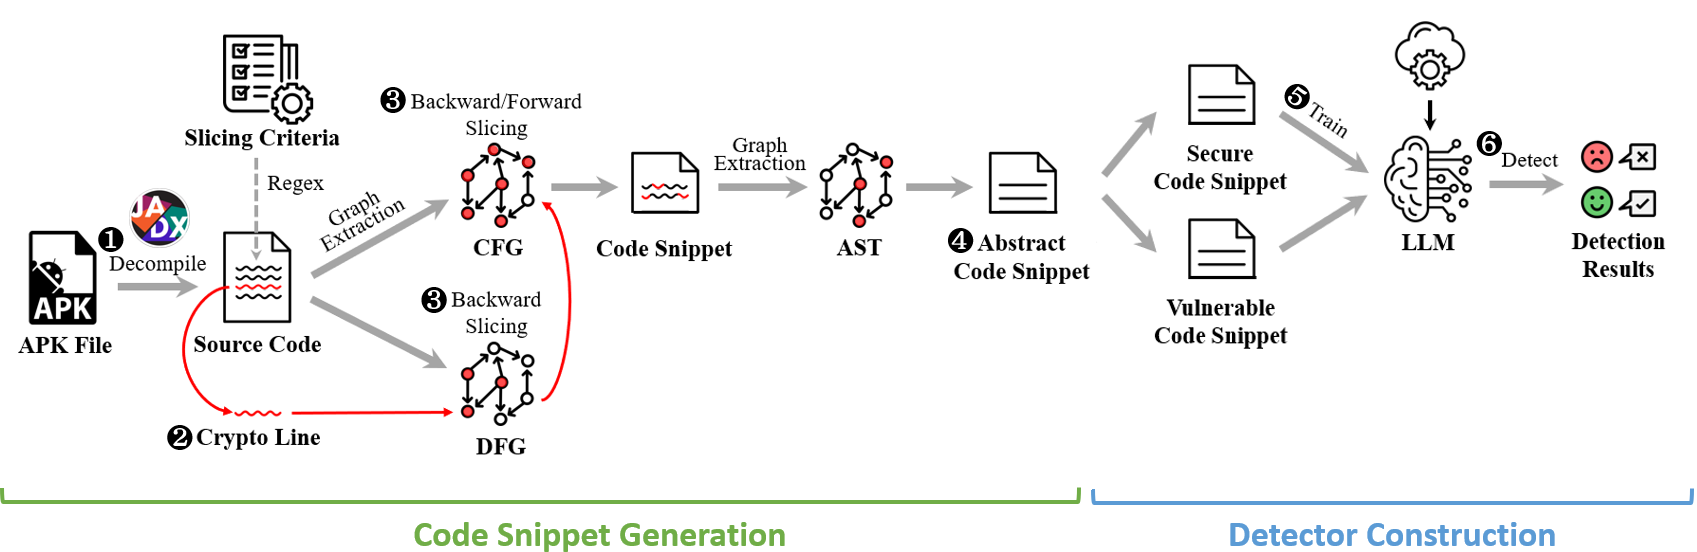 Slicing Criteria
Regex
JA
DX
❶
Decompile
APK
APK File
Source Code
❷ Crypto Line
Graph
Extraction
❸ Backward/Forward
Slicing
CFG
❸ Backward
Slicing
DFG
Code Snippet
Graph
Extraction
AST
❹ Abstract
Code Snippet
Secure
Code Snippet
Vulnerable
Code Snippet
❺ Train
LLM
❻ Detect
Detection
Results
Code Snippet Generation
Detector Construction